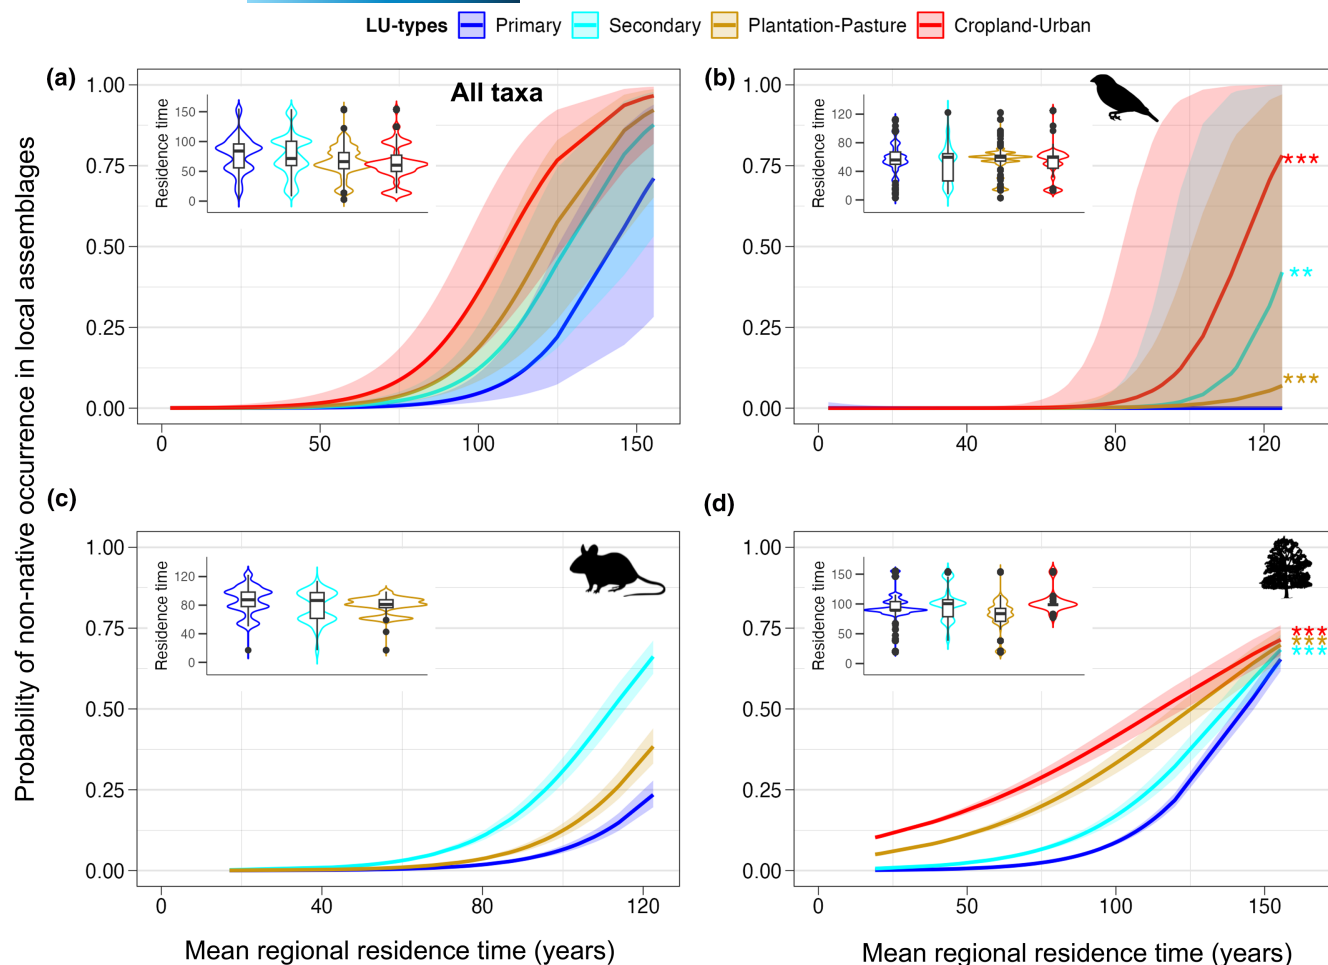 LU-types Primary Secondary Plantation-Pasture Cropland-Urban
Probability of non-native occurrence in local assemblages
(a)
All taxa
1.00
0.75
0.50
0.25
0.00
0 50 100 150
Residence time
150
100
50
0
(b)
1.00
0.75
0.50
0.25
0.00
0 40 80 120
Residence time
120
80
40
0
***
**
***
(c)
1.00
0.75
0.50
0.25
0.00
0 40 80 120
Residence time
120
80
40
0
Mean regional residence time (years)
(d)
1.00
0.75
0.50
0.25
0.00
0 50 100 150
Residence time
150
100
50
0
***
***
***
Mean regional residence time (years)